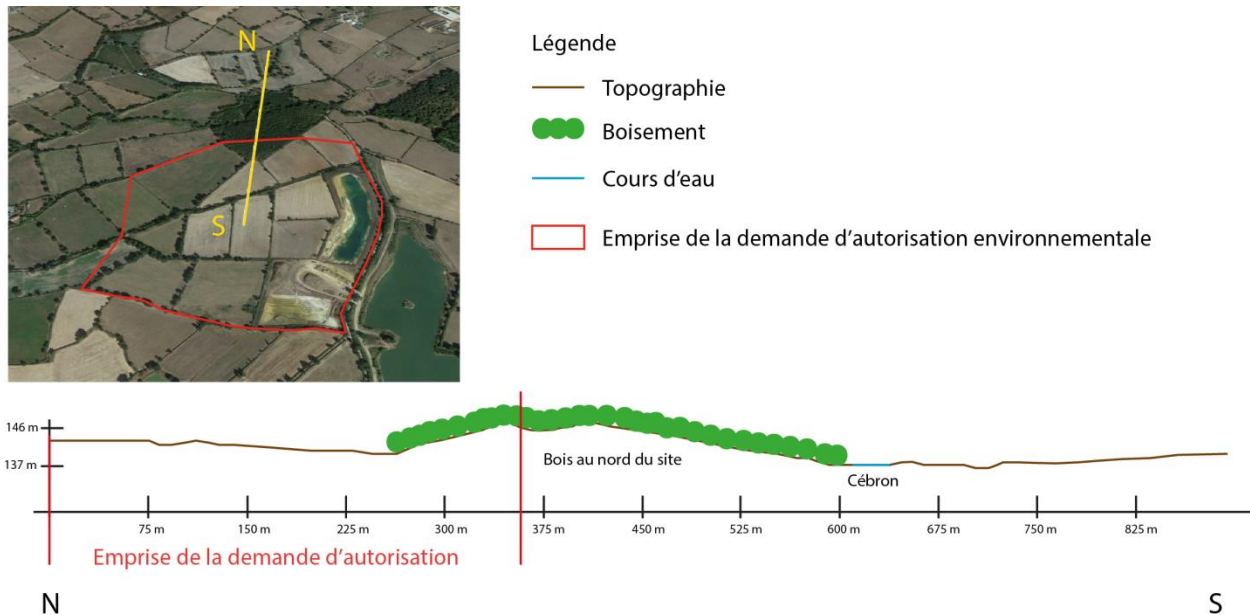 N
S
Légende
Topographie
Boisement
Cours d'eau
Emprise de la demande d'autorisation environnementale
146 m
137 m
Bois au nord du site
Cébron
75 m 150 m 225 m 300 m 375 m 450 m 525 m 600 m 675 m 750 m 825 m
Emprise de la demande d'autorisation
N S